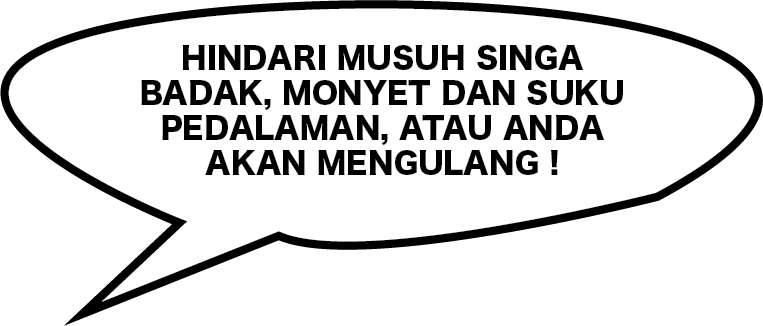 HINDARI MUSUH SINGA
BADAK, MONYET DAN SUKU
PEDALAMAN, ATAU ANDA
AKAN MENGULANG !